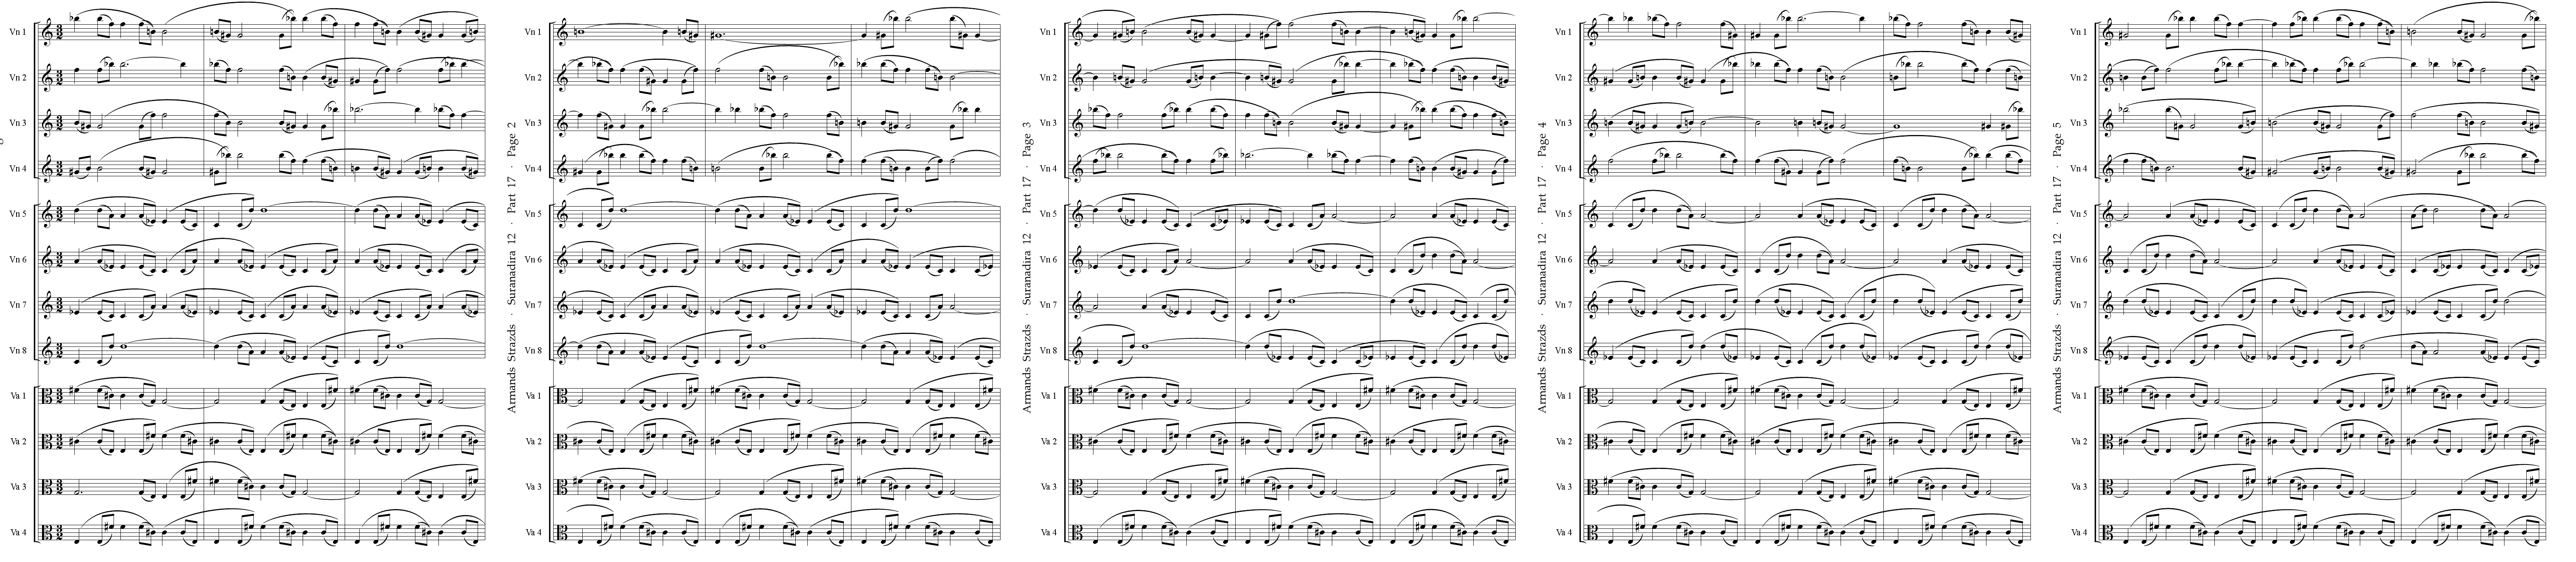 Vn 1
Vn 2
Vn 3
Vn 4
Vn 5
Vn 6
Vn 7
Vn 8
Va 1
Va 2
Va 3
Va 4
Armands Strazds · Suranadira 12 · Part 17 · Page 2
Vn 1
Vn 2
Vn 3
Vn 4
Vn 5
Vn 6
Vn 7
Vn 8
Va 1
Va 2
Va 3
Va 4
Armands Strazds · Suranadira 12 · Part 17 · Page 3
Vn 1
Vn 2
Vn 3
Vn 4
Vn 5
Vn 6
Vn 7
Vn 8
Va 1
Va 2
Va 3
Va 4
Armands Strazds · Suranadira 12 · Part 17 · Page 4
Vn 1
Vn 2
Vn 3
Vn 4
Vn 5
Vn 6
Vn 7
Vn 8
Va 1
Va 2
Va 3
Va 4
Armands Strazds · Suranadira 12 · Part 17 · Page 5
Vn 1
Vn 2
Vn 3
Vn 4
Vn 5
Vn 6
Vn 7
Vn 8
Va 1
Va 2
Va 3
Va 4